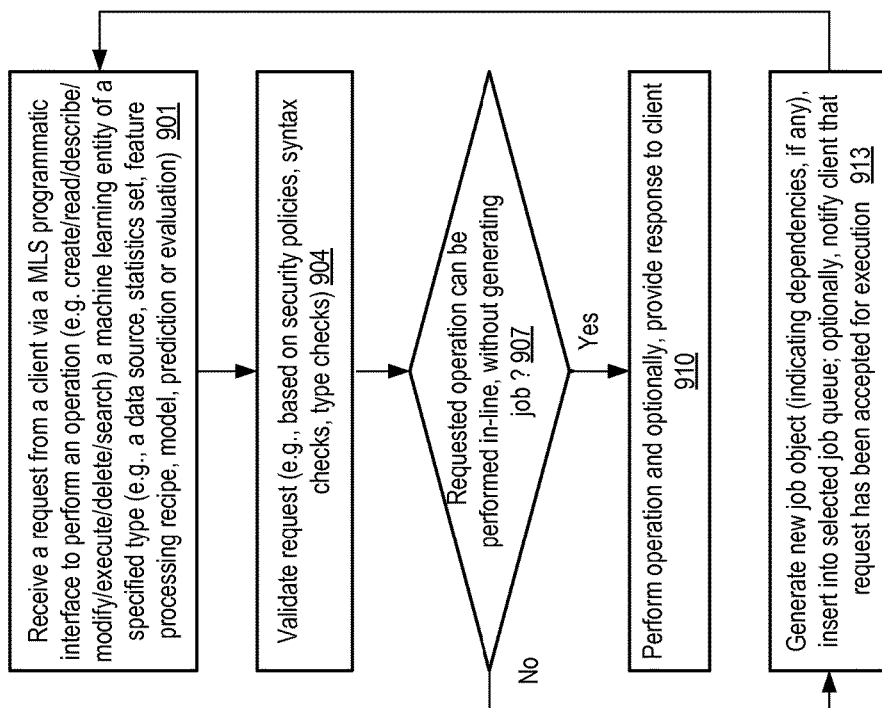 Receive a request from a client via a MLS programmatic
interface to perform an operation (e.g. create/read/describe/
modify/execute/delete/search) a machine learning entity of a
specified type (e.g., a data source, statistics set, feature
processing recipe, model, prediction or evaluation) 901
Validate request (e.g., based on security policies, syntax
checks, type checks) 904
Requested operation can be
performed in-line, without generating
job ? 907
Yes
No
Perform operation and optionally, provide response to client
910
Generate new job object (indicating dependencies, if any),
insert into selected job queue; optionally, notify client that
request has been accepted for execution 913